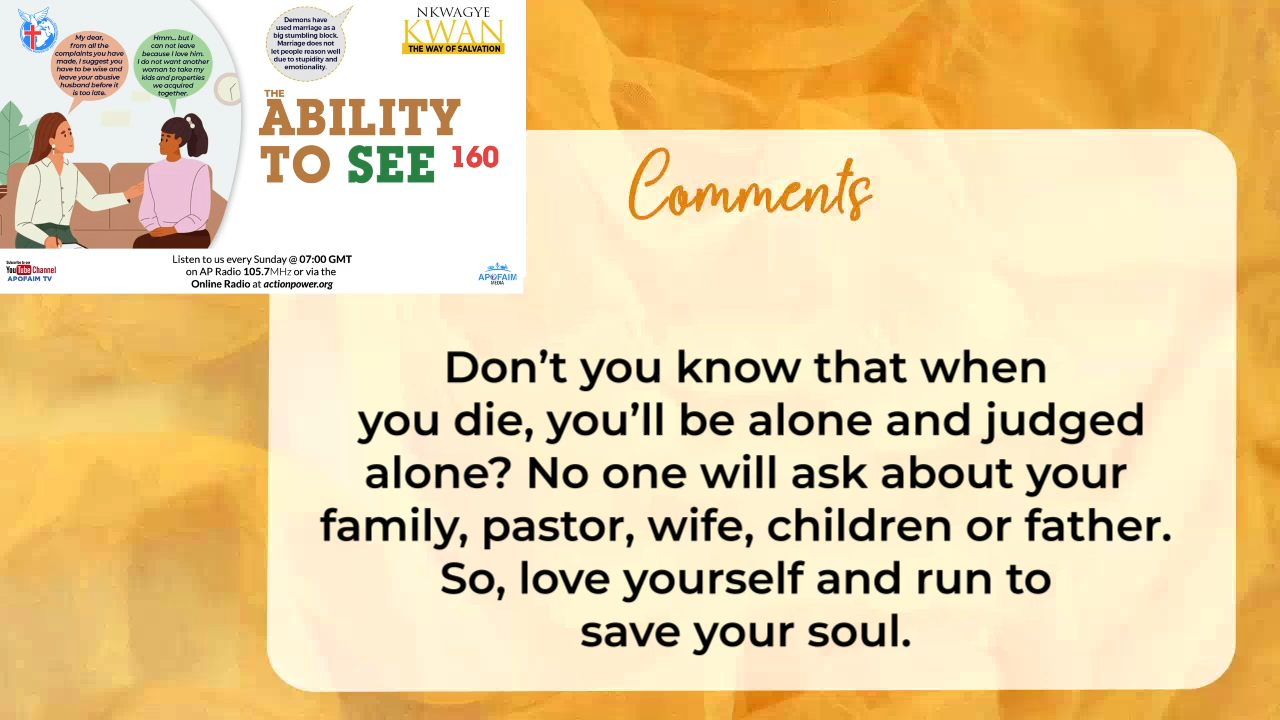 My dear,
from all the
complaints you have
made, I suggest you
have to be wise and
leave your abusive
husband before it
is too late.
Hmm... but I
can not leave
because I love him.
I do not want another
woman to take my
kids and properties
we acquired
together.
Demons have
used marriage as a
big stumbling block.
Marriage does not
let people reason well
due to stupidity and
emotionality.
NKWAGYE
KWAN
THE WAY OF SALVATION
THE
ABILITY
TO SEE 160
Subscribe to our
YouTube Channel
APOFAIM TV
Listen to us every Sunday @ 07:00 GMT
on AP Radio 105.7MHz or via the
Online Radio at actionpower.org
APOFAIM
MEDIA
Comments
Don’t you know that when
you die, you’ll be alone and judged
alone? No one will ask about your
family, pastor, wife, children or father.
So, love yourself and run to
save your soul.